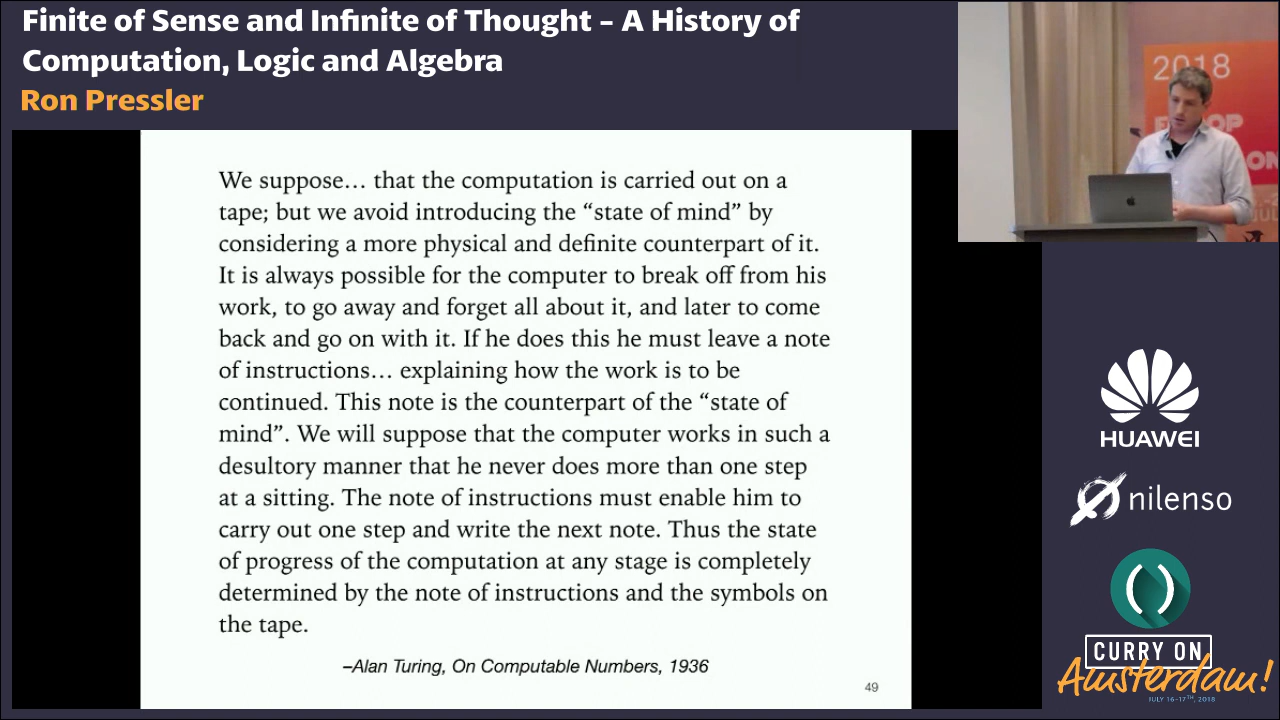 Finite of Sense and Infinite of Thought – A History of
Computation, Logic and Algebra
Ron Pressler
2018
We suppose… that the computation is carried out on a
tape; but we avoid introducing the “state of mind” by
considering a more physical and definite counterpart of it.
It is always possible for the computer to break off from his
work, to go away and forget all about it, and later to come
back and go on with it. If he does this he must leave a note
of instructions… explaining how the work is to be
continued. This note is the counterpart of the “state of
mind”. We will suppose that the computer works in such a
desultory manner that he never does more than one step
at a sitting. The note of instructions must enable him to
carry out one step and write the next note. Thus the state
of progress of the computation at any stage is completely
determined by the note of instructions and the symbols on
the tape.
–Alan Turing, On Computable Numbers, 1936
49
HUAWEI
nilenso
CURRY ON
Amsterdam!
JULY 16-17TH, 2018